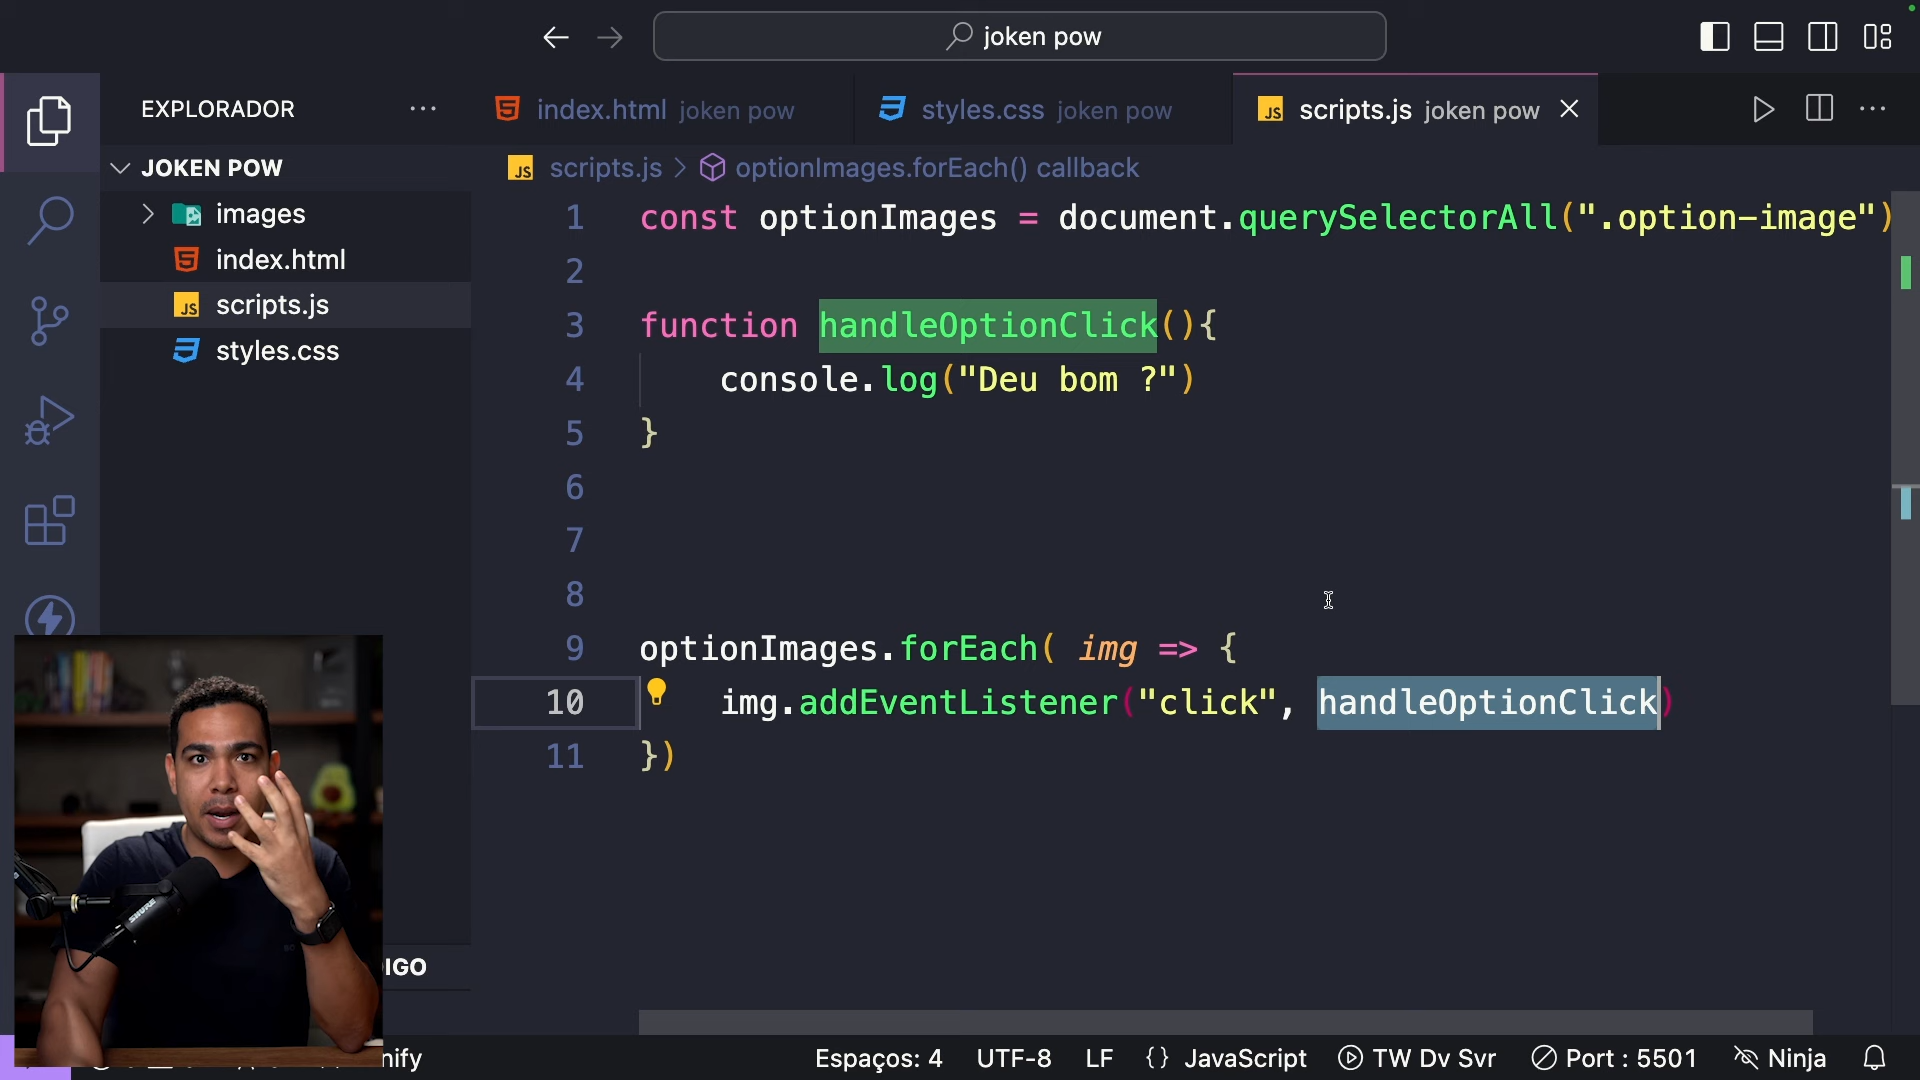 joken pow
EXPLORADOR
index.html joken pow
styles.css joken pow
scripts.js joken pow
JOKEN POW
scripts.js > optionImages.forEach() callback
images
index.html
scripts.js
styles.css
1 const optionImages = document.querySelectorAll(".option-image")
2
3 function handleOptionClick(){
4 console.log("Deu bom ?")
5 }
6
7
8
9 optionImages.forEach( img => {
10 img.addEventListener("click", handleOptionClick)
11 })
IGO
SHURE
nify
Espaços: 4 UTF-8 LF {} JavaScript TW Dv Svr Port : 5501 Ninja